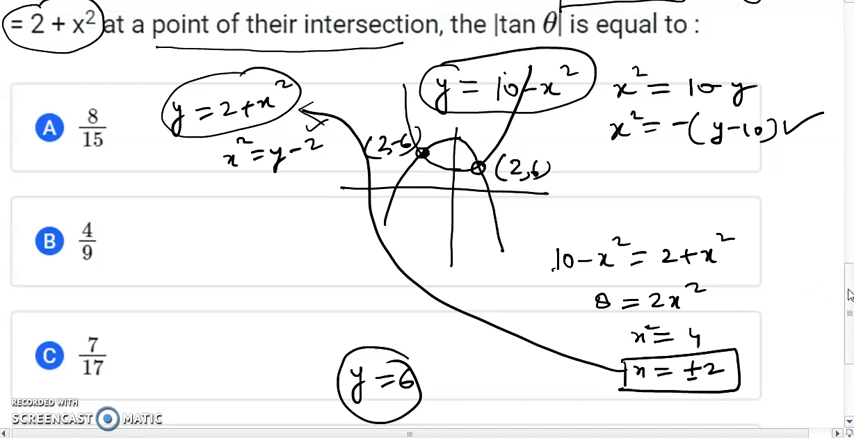 = 2 + x² at a point of their intersection, the |tan θ| is equal to :
y = 2+x²
x² = y-2
y = 10-x²
x² = 10-y
x² = -(y-10)
A 8/15
(2,-6)
(2,6)
B 4/9
10-x² = 2+x²
8 = 2x²
x² = 4
x = ±2
C 7/17
y = 6
RECORDED WITH
SCREENCAST MATIC